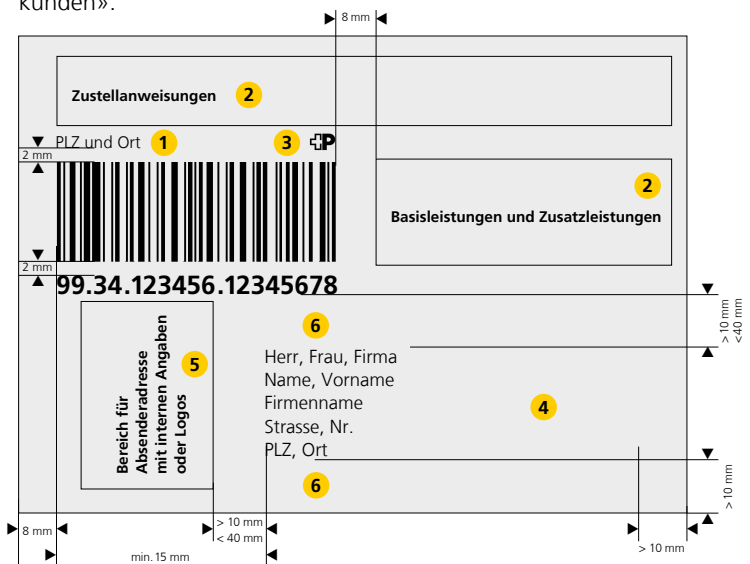 kunden».
8 mm
Zustellanweisungen 2
PLZ und Ort 1 3 P
2 mm
2
Basisleistungen und Zusatzleistungen
2 mm
99.34.123456.12345678
> 10 mm
<40 mm
6
Bereich für
Absenderadresse
mit internen Angaben
oder Logos
5
Herr, Frau, Firma
Name, Vorname
Firmenname
Strasse, Nr.
PLZ, Ort
4
6
> 10 mm
8 mm
> 10 mm
< 40 mm
> 10 mm
min. 15 mm